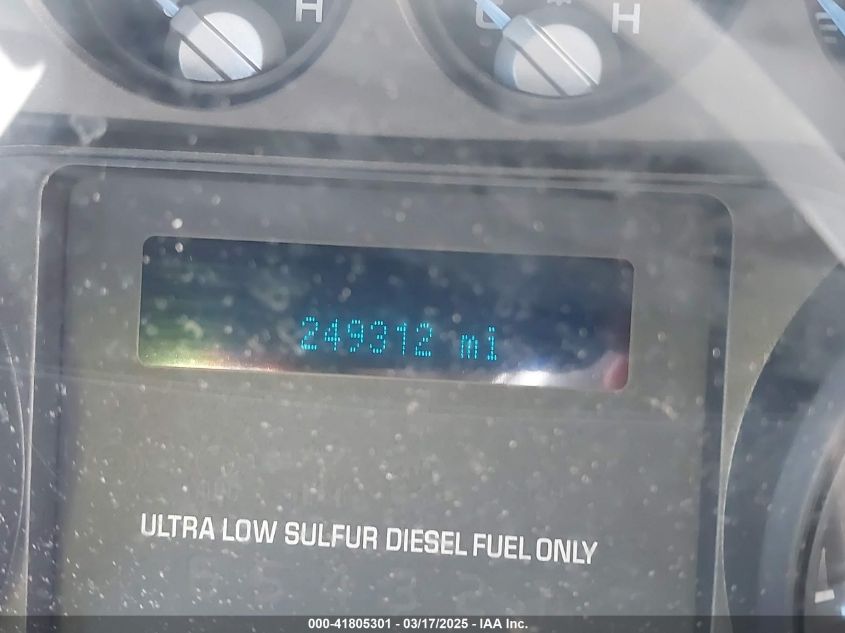 H
C H
249312 mi
ULTRA LOW SULFUR DIESEL FUEL ONLY
000-41805301 - 03/17/2025 - IAA Inc.